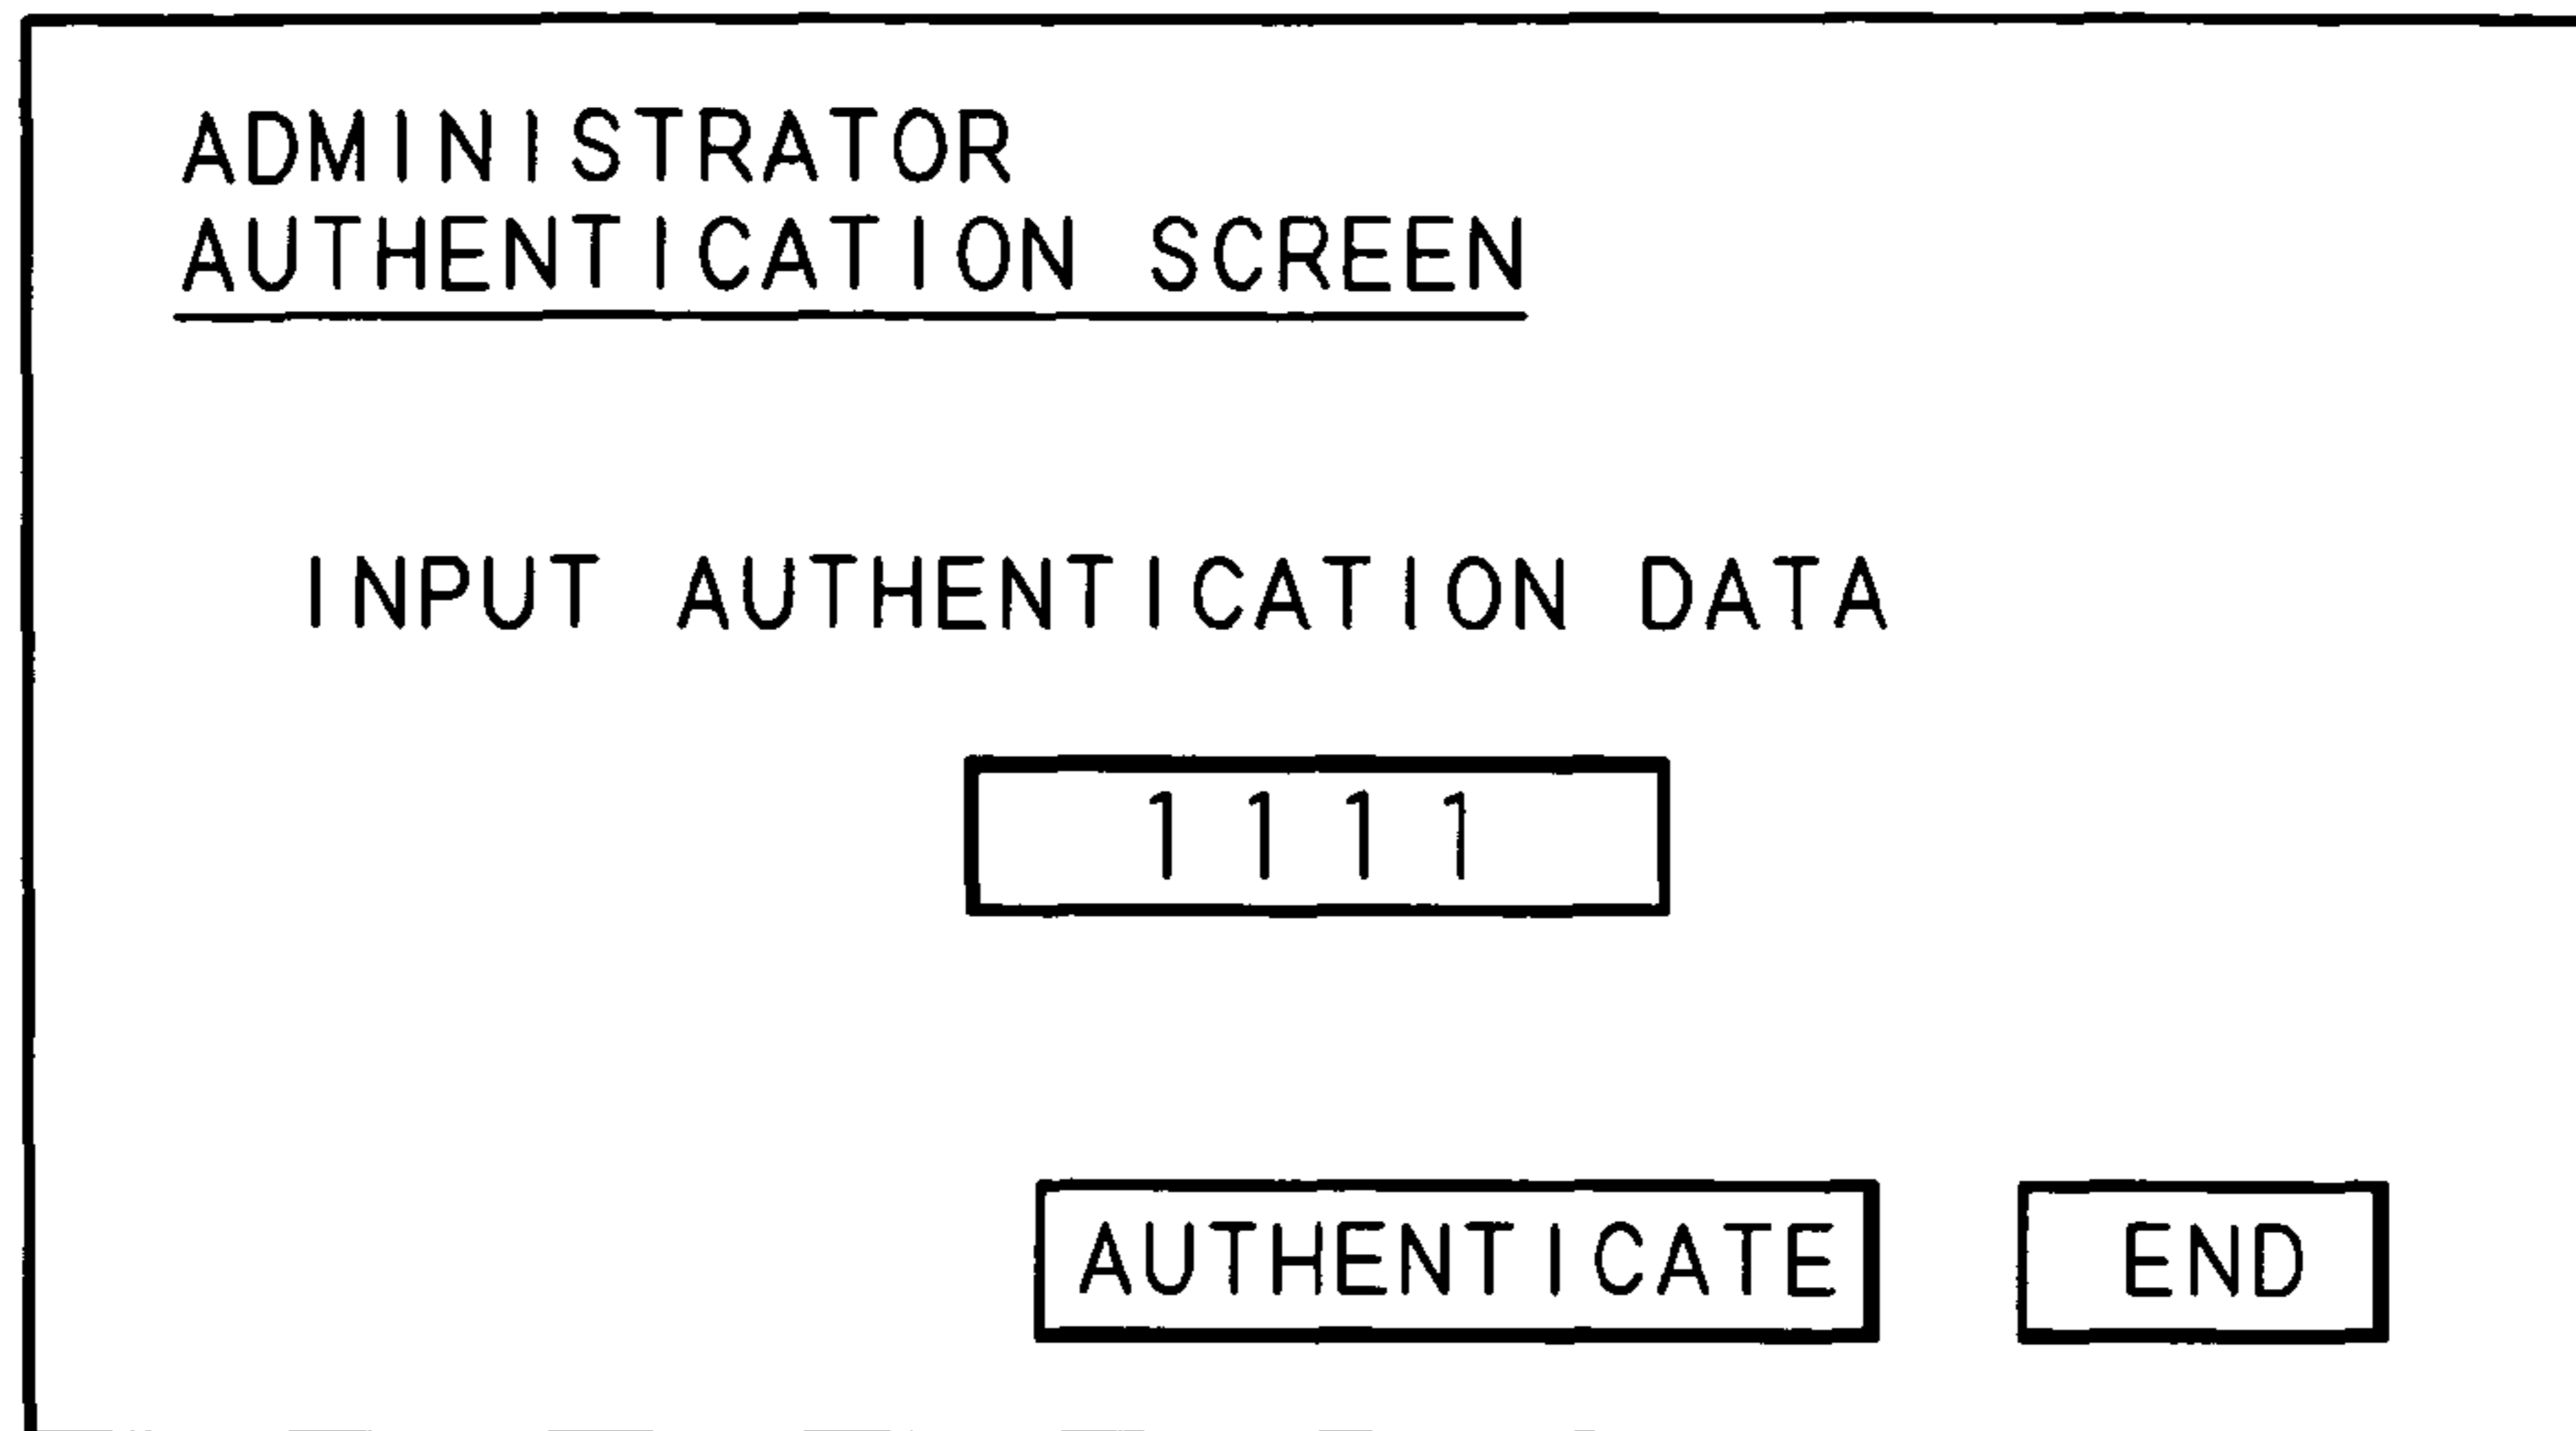 ADMINISTRATOR
AUTHENTICATION SCREEN
INPUT AUTHENTICATION DATA
1111
AUTHENTICATE END